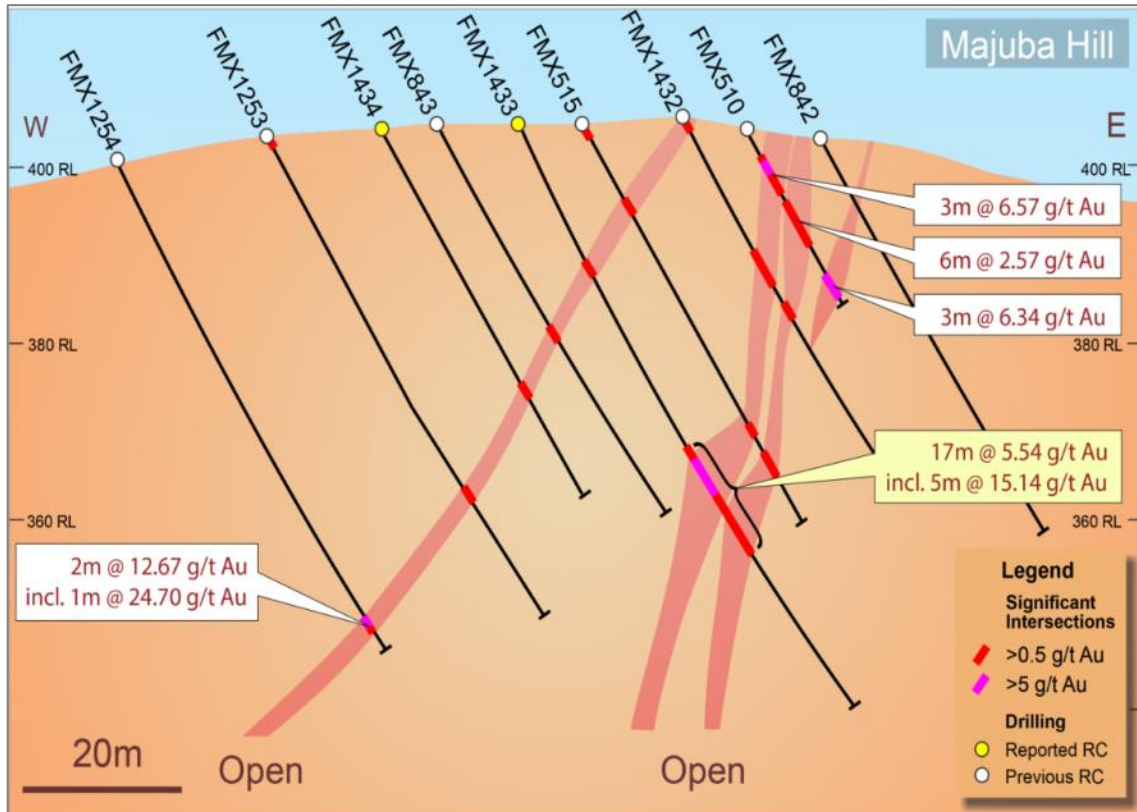 Majuba Hill
W
E
FMX1254
FMX1253
FMX1434
FMX843
FMX1433
FMX515
FMX1432
FMX510
FMX842
400 RL
400 RL
3m @ 6.57 g/t Au
6m @ 2.57 g/t Au
3m @ 6.34 g/t Au
380 RL
380 RL
17m @ 5.54 g/t Au
incl. 5m @ 15.14 g/t Au
360 RL
360 RL
2m @ 12.67 g/t Au
incl. 1m @ 24.70 g/t Au
Legend
Significant
Intersections
>0.5 g/t Au
>5 g/t Au
Drilling
Reported RC
Previous RC
20m
Open
Open